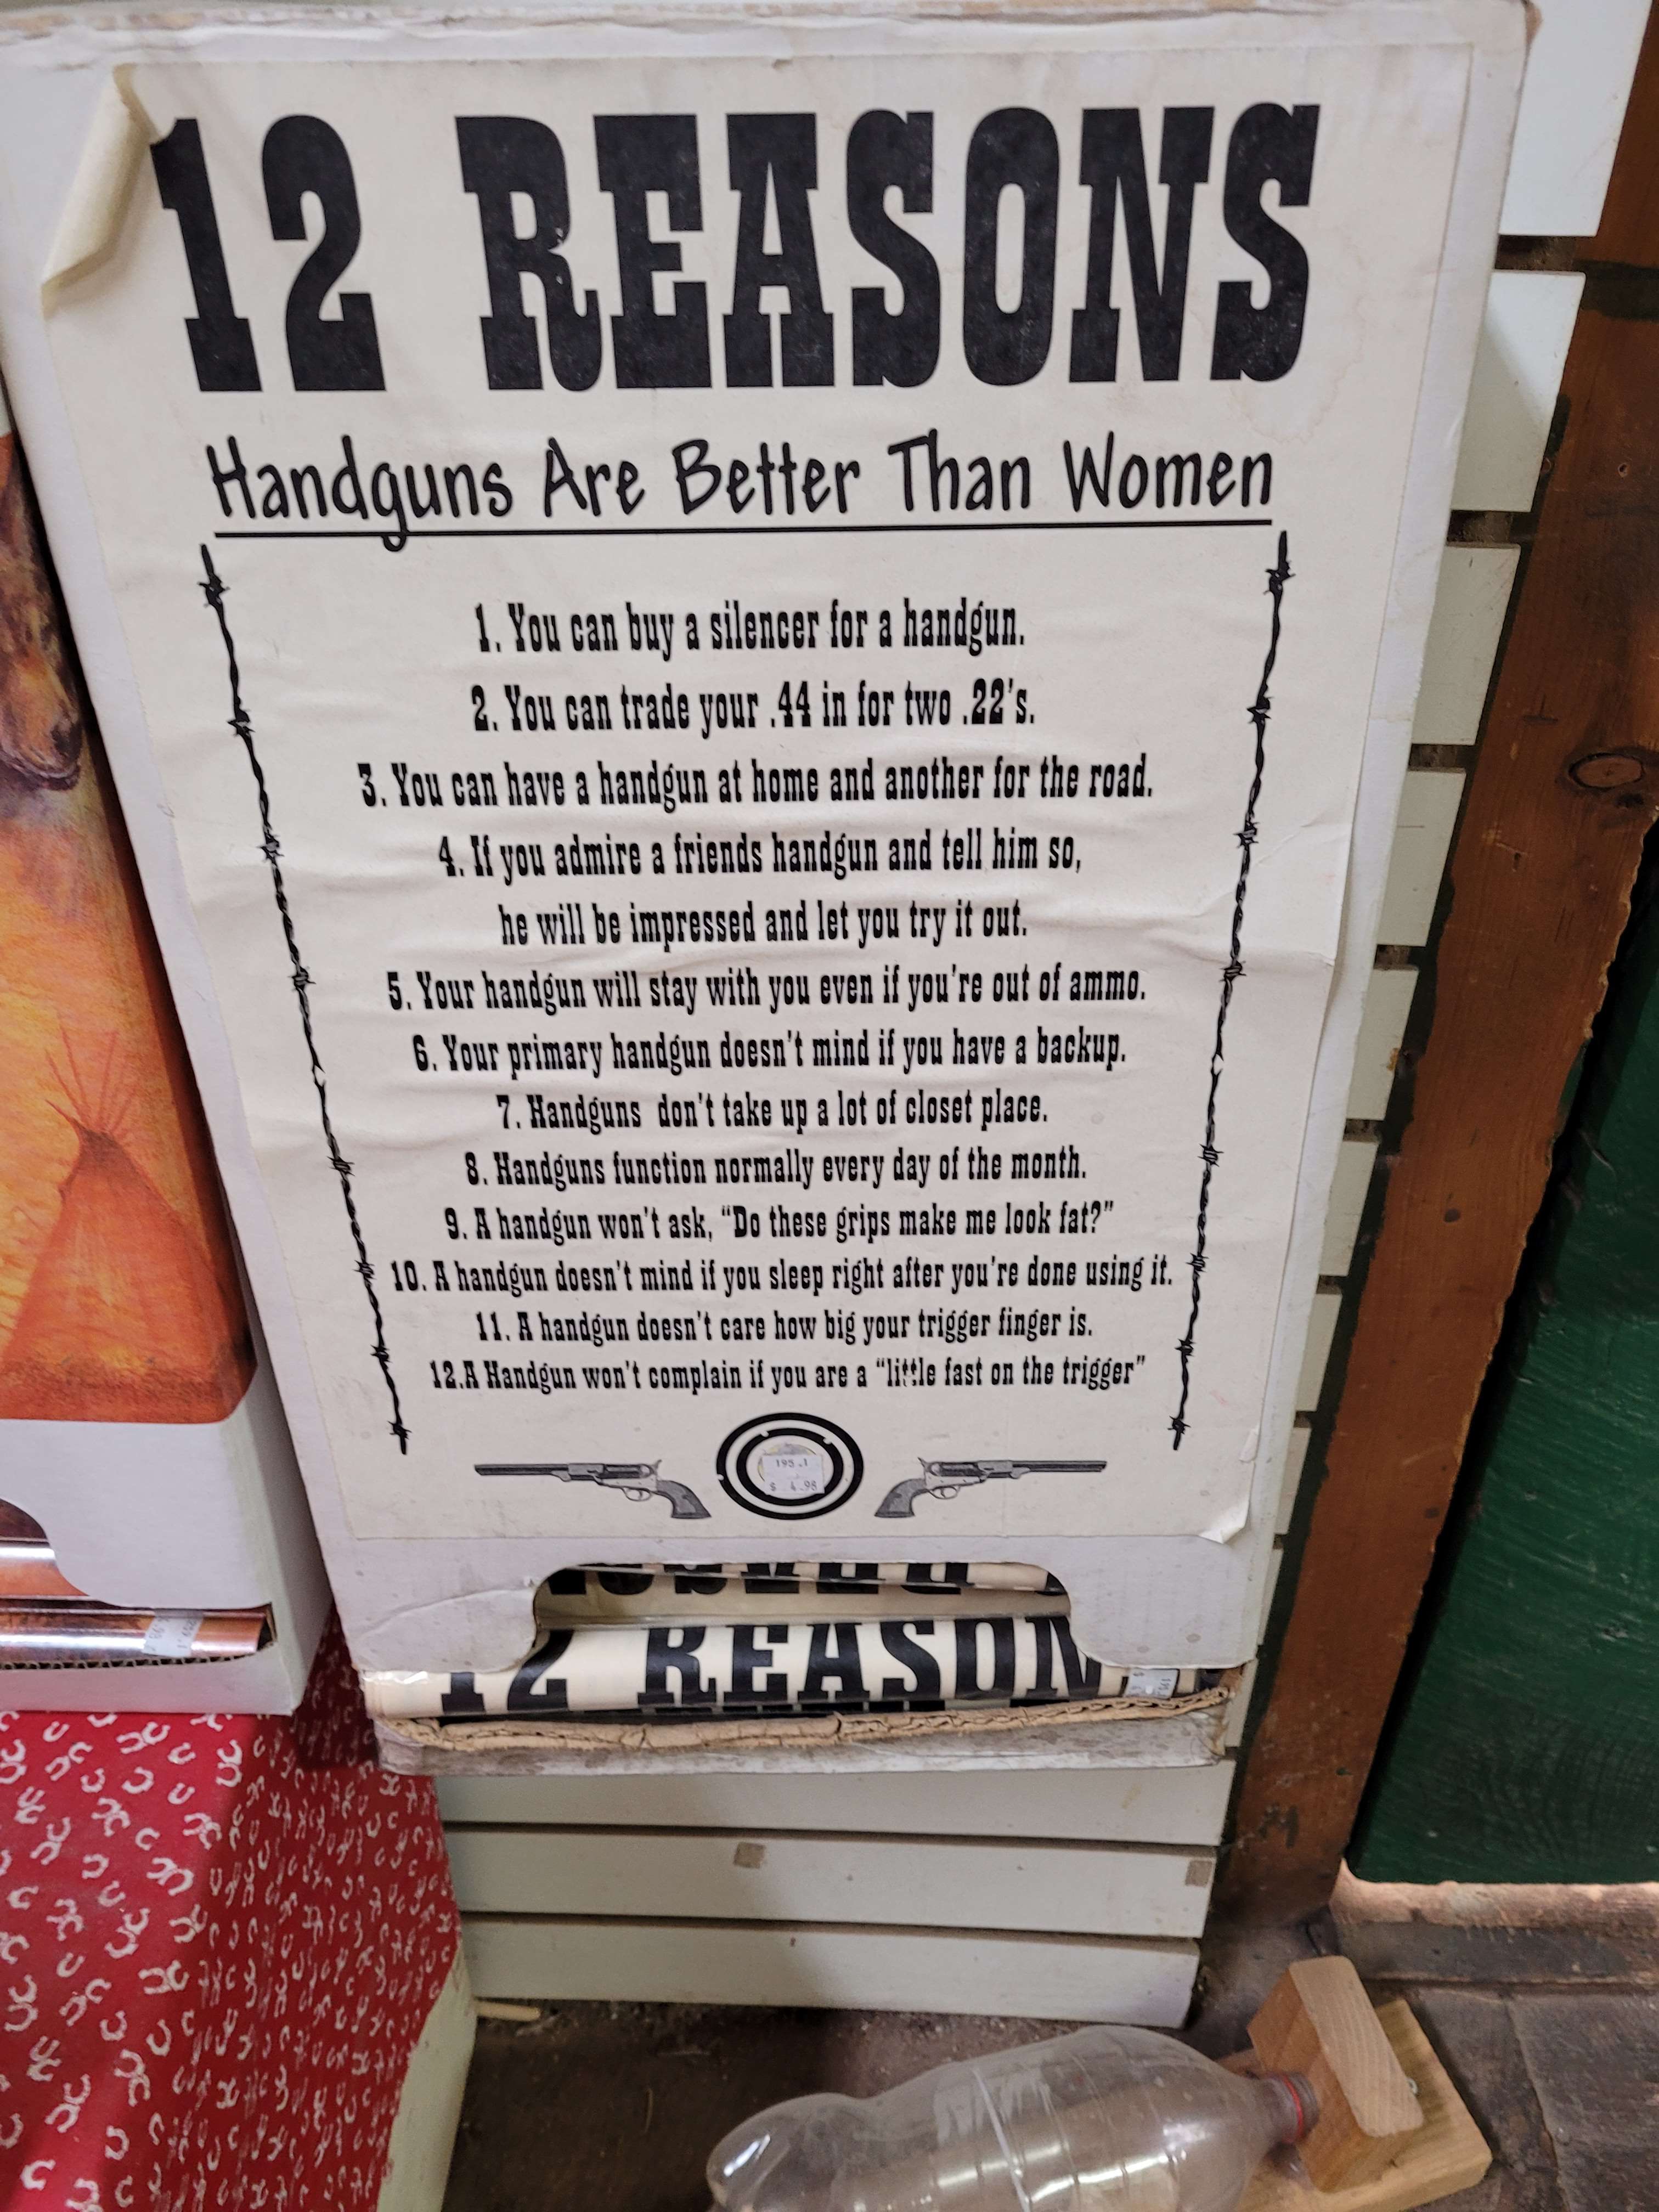 12 REASONS
Handguns Are Better Than Women
1. You can buy a silencer for a handgun.
2. You can trade your .44 in for two .22's.
3. You can have a handgun at home and another for the road.
4. If you admire a friends handgun and tell him so,
he will be impressed and let you try it out.
5. Your handgun will stay with you even if you're out of ammo.
6. Your primary handgun doesn't mind if you have a backup.
7. Handguns don't take up a lot of closet place.
8. Handguns function normally every day of the month.
9. A handgun won't ask, "Do these grips make me look fat?"
10. A handgun doesn't mind if you sleep right after you're done using it.
11. A handgun doesn't care how big your trigger finger is.
12.A Handgun won't complain if you are a "little fast on the trigger"
195.1
$ 4.98
12 REASON